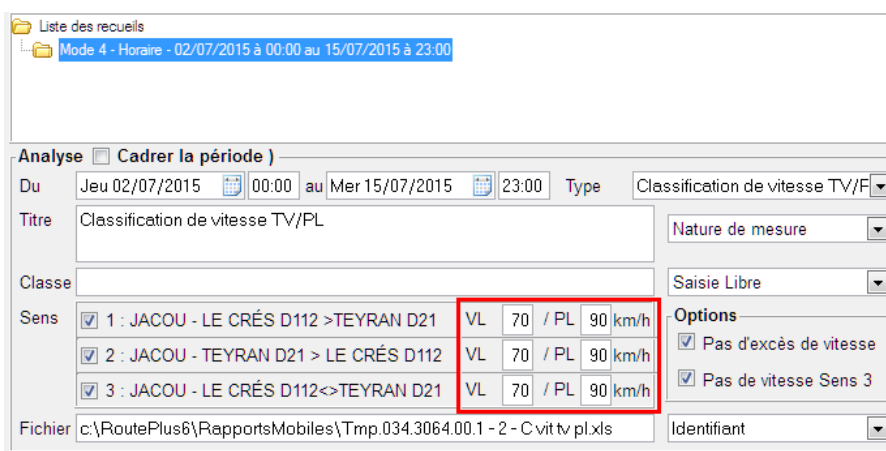 Liste des recueils
Mode 4 - Horaire - 02/07/2015 à 00:00 au 15/07/2015 à 23:00
Analyse Cadrer la période )
Du Jeu 02/07/2015 00:00 au Mer 15/07/2015 23:00 Type Classification de vitesse TV/F
Titre Classification de vitesse TV/PL Nature de mesure
Classe Saisie Libre
Sens 1 : JACOU - LE CRÉS D112 >TEYRAN D21 VL 70 / PL 90 km/h Options
2 : JACOU - TEYRAN D21 > LE CRÉS D112 VL 70 / PL 90 km/h Pas d'excès de vitesse
3 : JACOU - LE CRÉS D112<>TEYRAN D21 VL 70 / PL 90 km/h Pas de vitesse Sens 3
Fichier c:\RoutePlus6\RapportsMobiles\Tmp.034.3064.00.1 - 2 - C vit tv pl.xls Identifiant